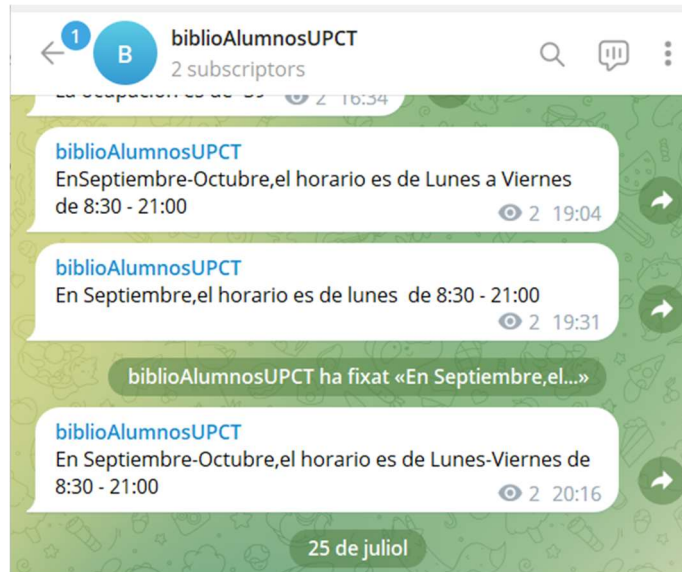 1
B
biblioAlumnosUPCT
2 subscriptors
2 16:34
biblioAlumnosUPCT
EnSeptiembre-Octubre,el horario es de Lunes a Viernes
de 8:30 - 21:00
2 19:04
biblioAlumnosUPCT
En Septiembre,el horario es de lunes de 8:30 - 21:00
2 19:31
biblioAlumnosUPCT ha fixat «En Septiembre,el...»
biblioAlumnosUPCT
En Septiembre-Octubre,el horario es de Lunes-Viernes de
8:30 - 21:00
2 20:16
25 de juliol